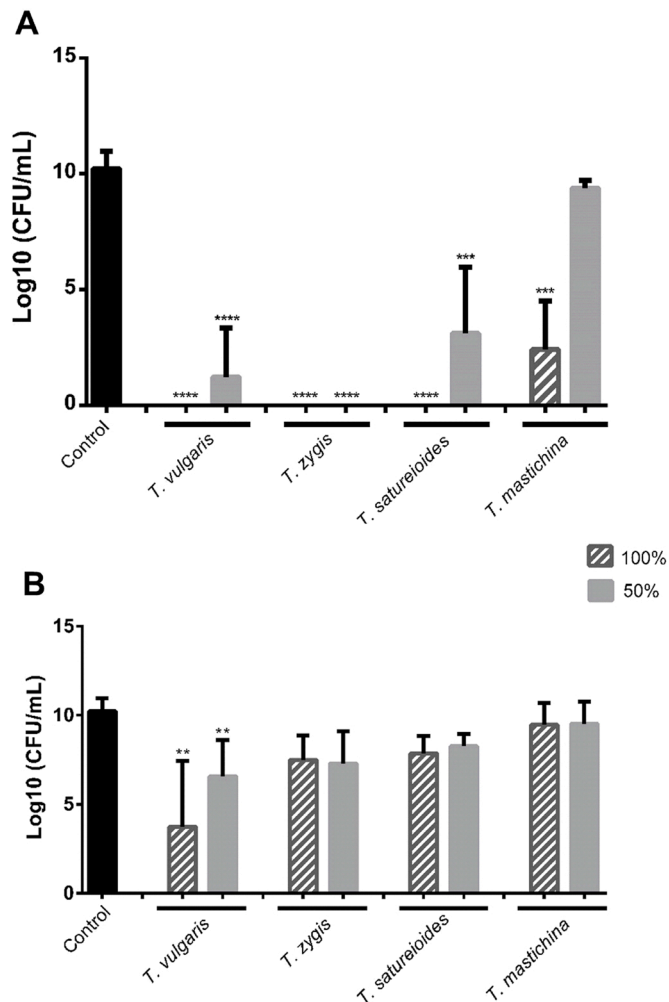 A
Log10 (CFU/mL)
15
10
5
0
****
****
****
****
****
***
***
Control
T. vulgaris
T. zygis
T. satureioides
T. mastichina
100%
50%
B
Log10 (CFU/mL)
15
10
5
0
**
**
Control
T. vulgaris
T. zygis
T. satureioides
T. mastichina